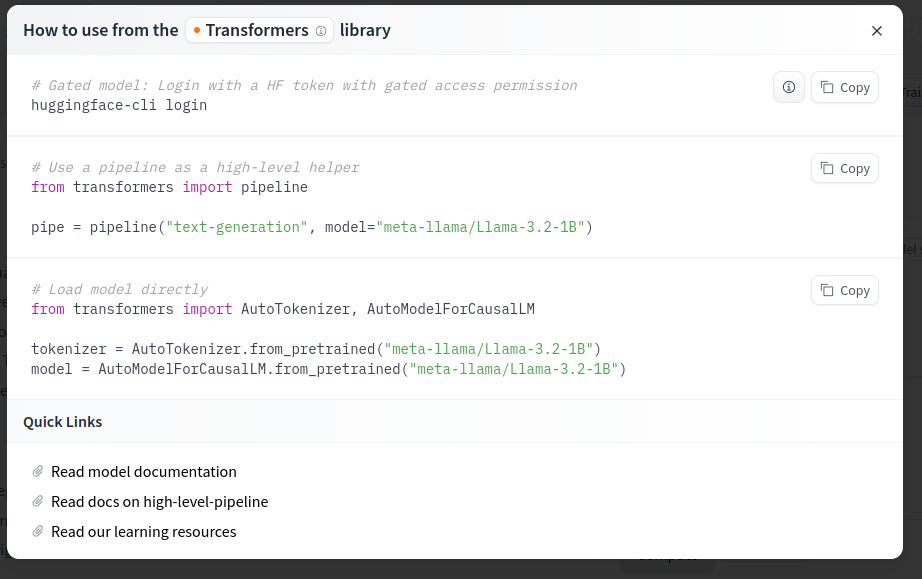 How to use from the Transformers library
# Gated model: Login with a HF token with gated access permission
huggingface-cli login
Copy
# Use a pipeline as a high-level helper
from transformers import pipeline
pipe = pipeline("text-generation", model="meta-llama/Llama-3.2-1B")
Copy
# Load model directly
from transformers import AutoTokenizer, AutoModelForCausalLM
tokenizer = AutoTokenizer.from_pretrained("meta-llama/Llama-3.2-1B")
model = AutoModelForCausalLM.from_pretrained("meta-llama/Llama-3.2-1B")
Copy
Quick Links
Read model documentation
Read docs on high-level-pipeline
Read our learning resources